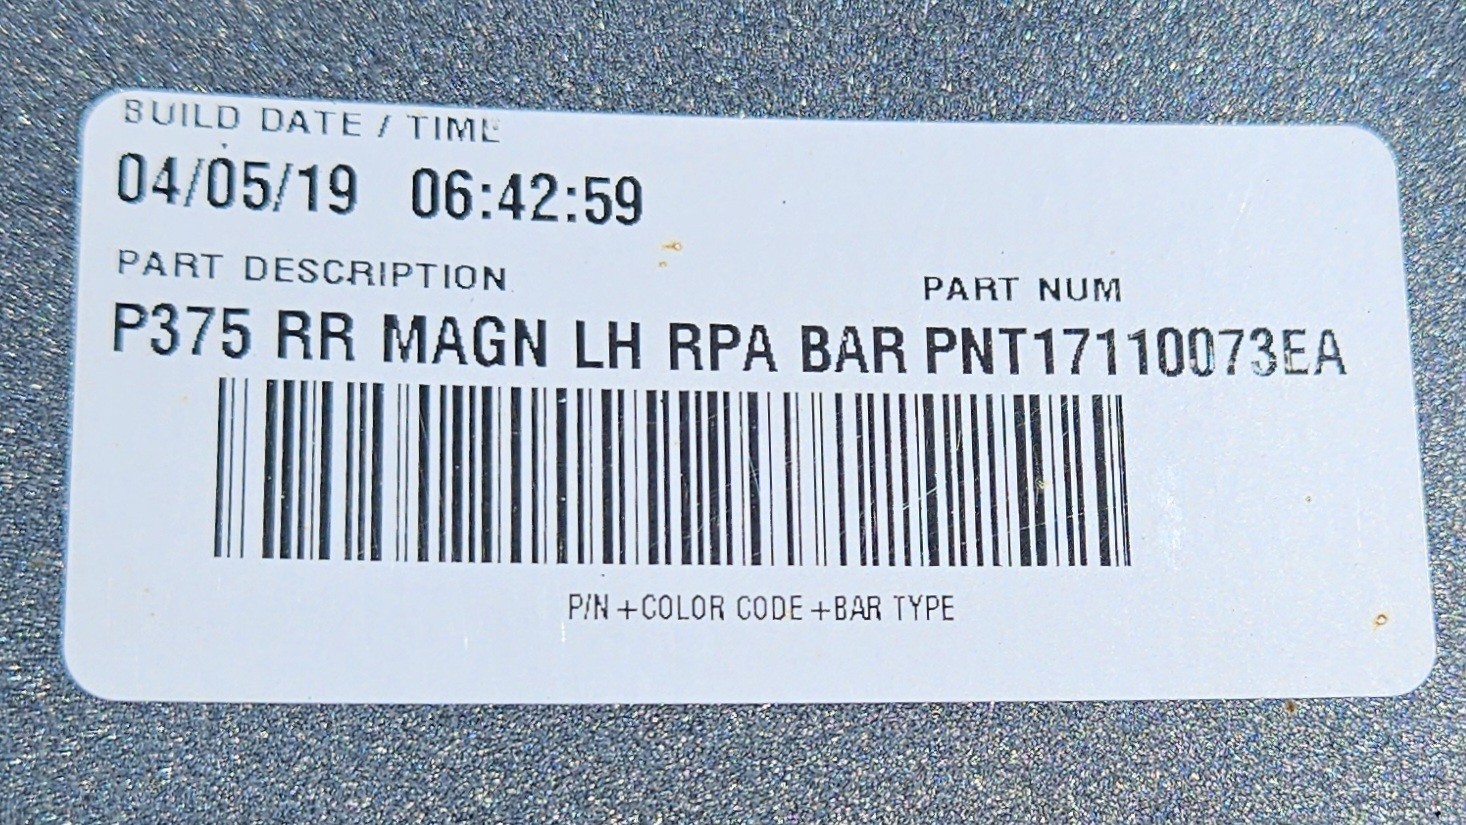 BUILD DATE / TIME
04/05/19 06:42:59
PART DESCRIPTION PART NUM
P375 RR MAGN LH RPA BAR PNT17110073EA
P/N +COLOR CODE +BAR TYPE